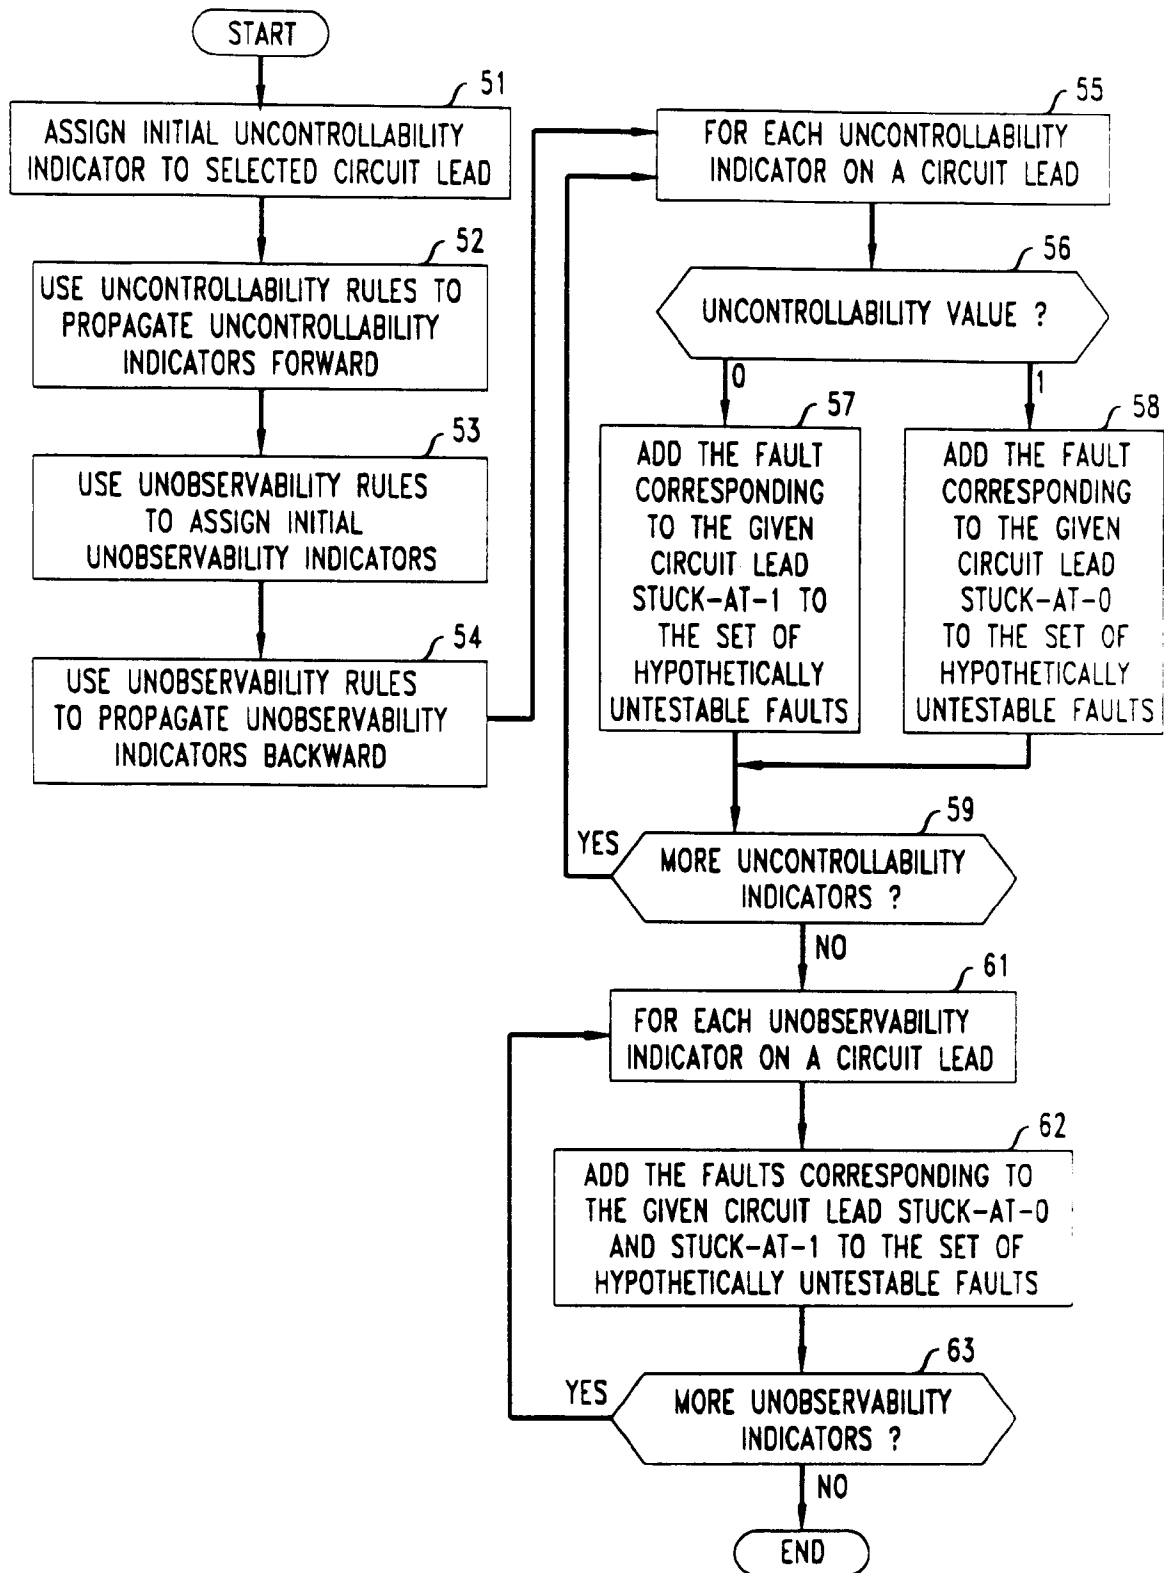 START
51
ASSIGN INITIAL UNCONTROLLABILITY
INDICATOR TO SELECTED CIRCUIT LEAD
52
USE UNCONTROLLABILITY RULES TO
PROPAGATE UNCONTROLLABILITY
INDICATORS FORWARD
53
USE UNOBSERVABILITY RULES
TO ASSIGN INITIAL
UNOBSERVABILITY INDICATORS
54
USE UNOBSERVABILITY RULES
TO PROPAGATE UNOBSERVABILITY
INDICATORS BACKWARD
55
FOR EACH UNCONTROLLABILITY
INDICATOR ON A CIRCUIT LEAD
56
UNCONTROLLABILITY VALUE ?
0
1
57
ADD THE FAULT
CORRESPONDING
TO THE GIVEN
CIRCUIT LEAD
STUCK-AT-1 TO
THE SET OF
HYPOTHETICALLY
UNTESTABLE FAULTS
58
ADD THE FAULT
CORRESPONDING
TO THE GIVEN
CIRCUIT LEAD
STUCK-AT-0
TO THE SET OF
HYPOTHETICALLY
UNTESTABLE FAULTS
59
YES
MORE UNCONTROLLABILITY
INDICATORS ?
NO
61
FOR EACH UNOBSERVABILITY
INDICATOR ON A CIRCUIT LEAD
62
ADD THE FAULTS CORRESPONDING TO
THE GIVEN CIRCUIT LEAD STUCK-AT-0
AND STUCK-AT-1 TO THE SET OF
HYPOTHETICALLY UNTESTABLE FAULTS
63
YES
MORE UNOBSERVABILITY
INDICATORS ?
NO
END